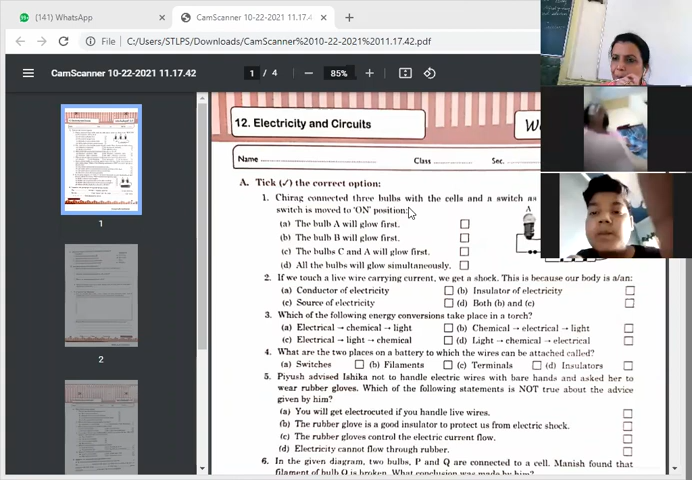 (141) WhatsApp
CamScanner 10-22-2021 11.17.4
File
C:/Users/STLPS/Downloads/CamScanner%2010-22-2021%2011.17.42.pdf
CamScanner 10-22-2021 11.17.42
1 / 4
85%
1
2
12. Electricity and Circuits
Name
Class
Sec.
A. Tick (✓) the correct option:
1. Chirag connected three bulbs with the cells and a switch as
switch is moved to 'ON' position:
A
(a) The bulb A will glow first.
(b) The bulb B will glow first.
(c) The bulbs C and A will glow first.
(d) All the bulbs will glow simultaneously.
2. If we touch a live wire carrying current, we get a shock. This is because our body is a/an:
(a) Conductor of electricity
(b) Insulator of electricity
(c) Source of electricity
(d) Both (b) and (c)
3. Which of the following energy conversions take place in a torch?
(a) Electrical → chemical → light
(b) Chemical → electrical → light
(c) Electrical → light → chemical
(d) Light → chemical → electrical
4. What are the two places on a battery to which the wires can be attached called?
(a) Switches
(b) Filaments
(c) Terminals
(d) Insulators
5. Piyush advised Ishika not to handle electric wires with bare hands and asked her to
wear rubber gloves. Which of the following statements is NOT true about the advice
given by him?
(a) You will get electrocuted if you handle live wires.
(b) The rubber glove is a good insulator to protect us from electric shock.
(c) The rubber gloves control the electric current flow.
(d) Electricity cannot flow through rubber.
6. In the given diagram, two bulbs, P and Q are connected to a cell. Manish found that
filament of bulb Q is broken. What conclusion was made by him?